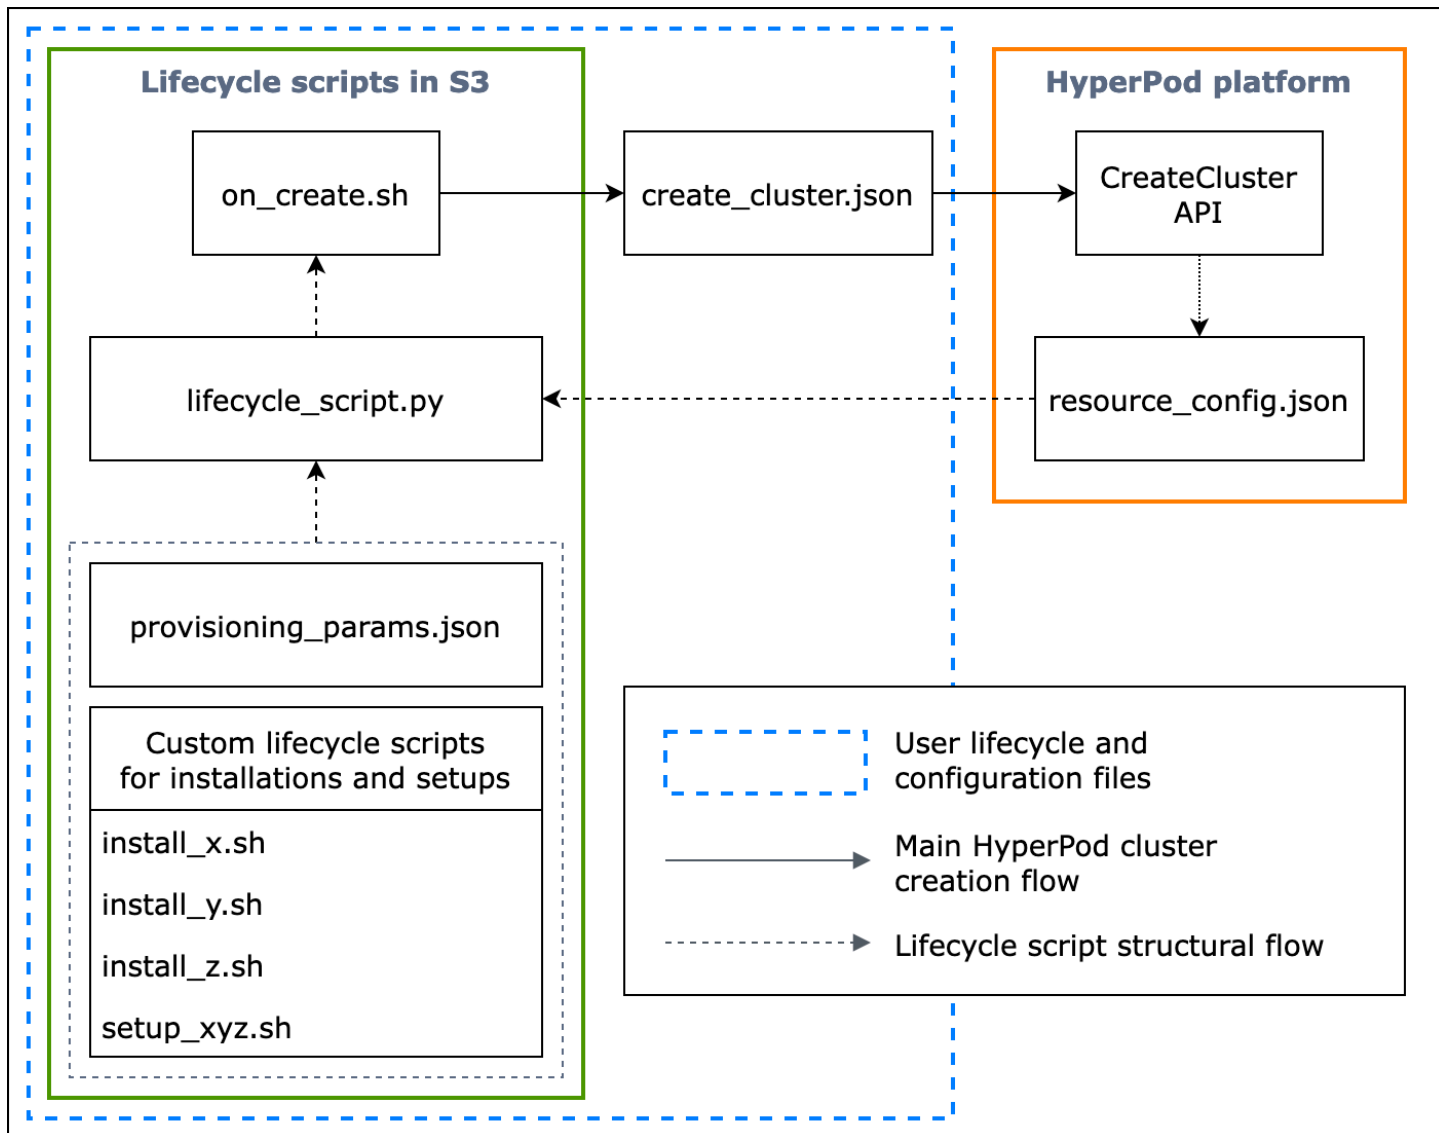 Lifecycle scripts in S3
HyperPod platform
on_create.sh
create_cluster.json
CreateCluster
API
lifecycle_script.py
resource_config.json
provisioning_params.json
Custom lifecycle scripts
for installations and setups
install_x.sh
install_y.sh
install_z.sh
setup_xyz.sh
User lifecycle and
configuration files
Main HyperPod cluster
creation flow
Lifecycle script structural flow